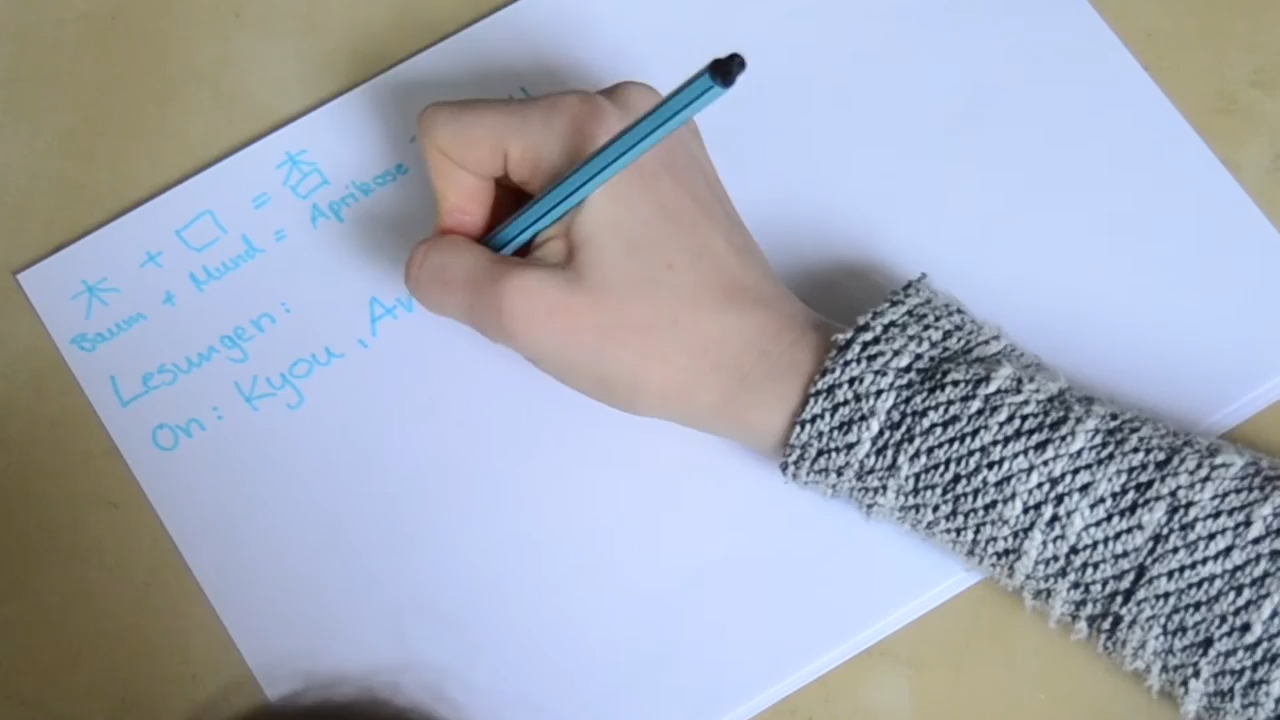 木 + 口 = 杏
Baum + Mund = Aprikose
Lesungen:
On: Kyou, An